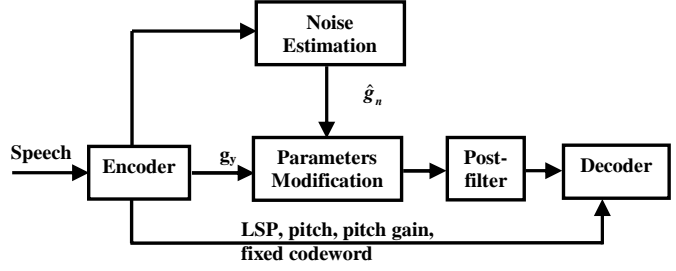 Noise
Estimation
ĝn
Speech
Encoder
gy
Parameters
Modification
Post-
filter
Decoder
LSP, pitch, pitch gain,
fixed codeword